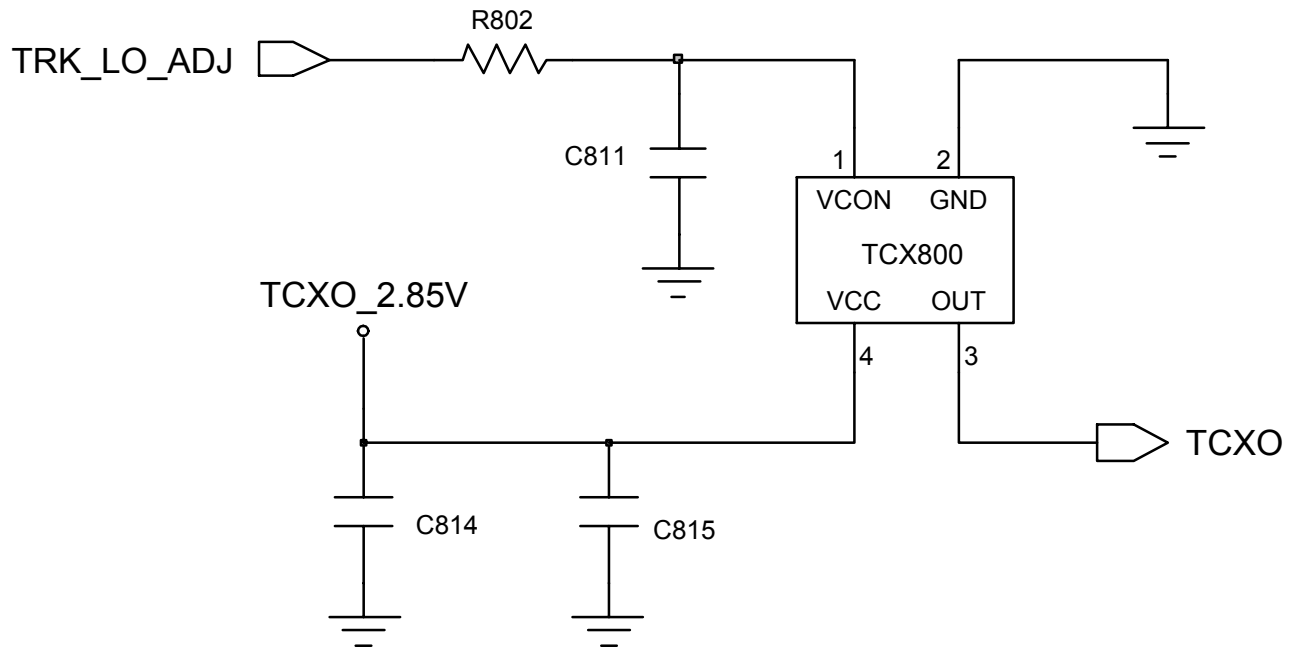 R802
TRK_LO_ADJ
C811
1
2
VCON GND
TCX800
VCC OUT
TCXO_2.85V
4
3
TCXO
C814
C815